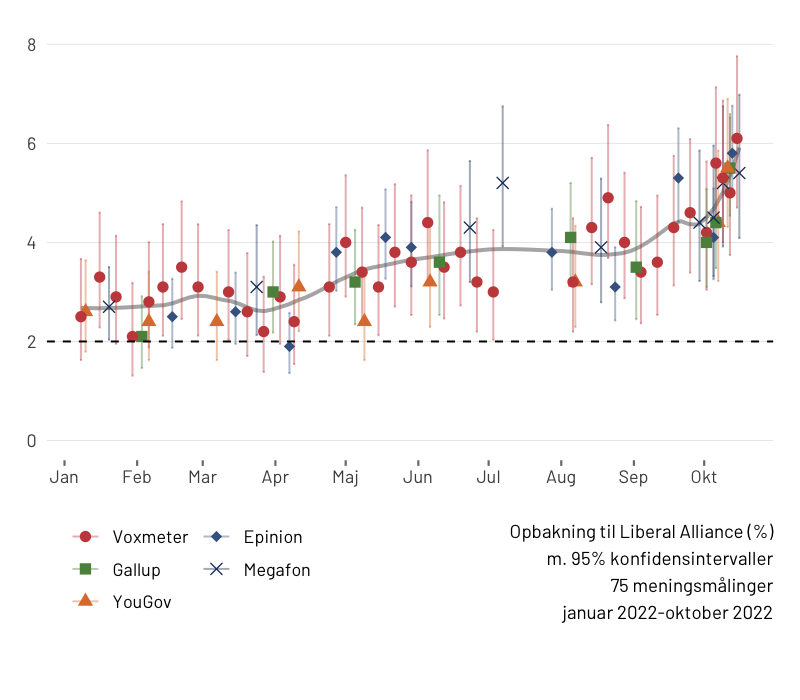 8
6
4
2
0
Jan Feb Mar Apr Maj Jun Jul Aug Sep Okt
Voxmeter Epinion
Gallup Megafon
YouGov
Opbakning til Liberal Alliance (%)
m. 95% konfidensintervaller
75 meningsmålinger
januar 2022-oktober 2022